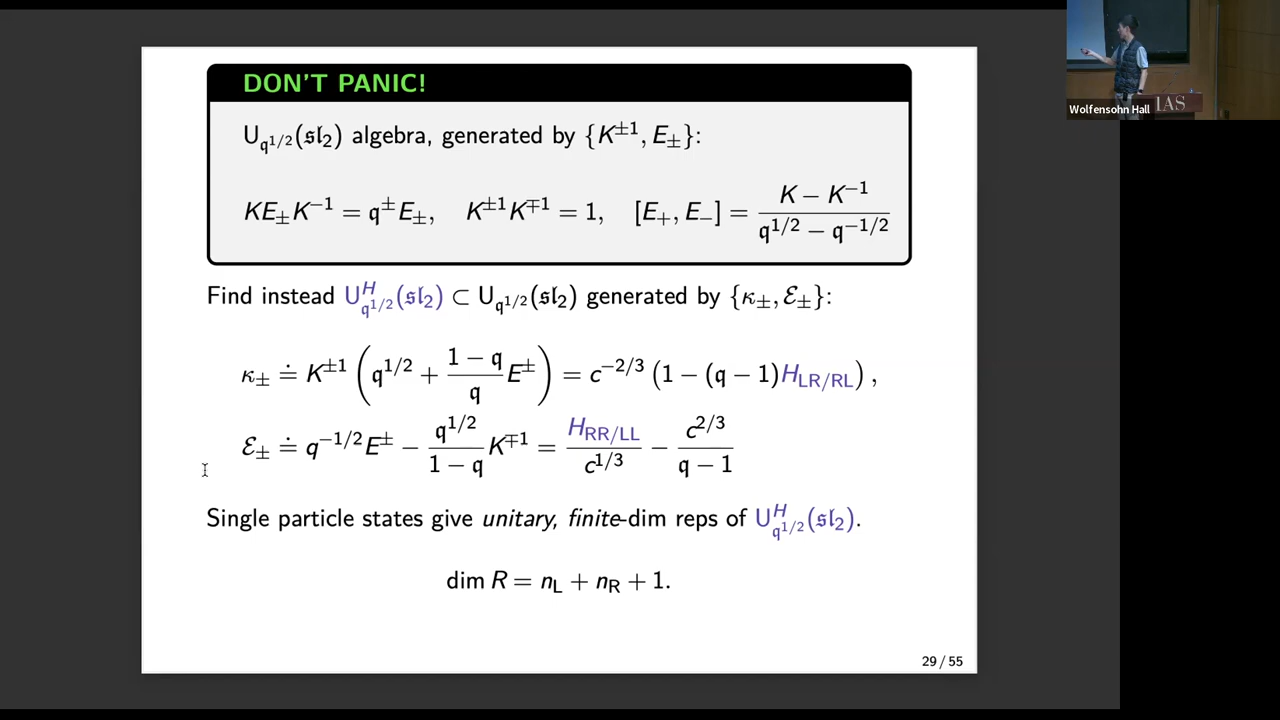 DON'T PANIC!
U_{𝔮^{1/2}}(𝔰𝔩_2) algebra, generated by {K^{±1}, E_±}:
KE_±K^{−1} = 𝔮^±E_±, K^{±1}K^{∓1} = 1, [E_+, E_−] = (K − K^{−1})/(𝔮^{1/2} − 𝔮^{−1/2})
Find instead U^H_{𝔮^{1/2}}(𝔰𝔩_2) ⊂ U_{𝔮^{1/2}}(𝔰𝔩_2) generated by {κ_±, ℰ_±}:
κ_± ≐ K^{±1} (𝔮^{1/2} + (1 − 𝔮)/𝔮 E^±) = c^{−2/3} (1 − (𝔮 − 1)H_{LR/RL}),
ℰ_± ≐ q^{−1/2}E^± − 𝔮^{1/2}/(1 − 𝔮) K^{∓1} = H_{RR/LL}/c^{1/3} − c^{2/3}/(𝔮 − 1)
Single particle states give unitary, finite-dim reps of U^H_{𝔮^{1/2}}(𝔰𝔩_2).
dim R = n_L + n_R + 1.
29 / 55
Wolfensohn Hall
IAS